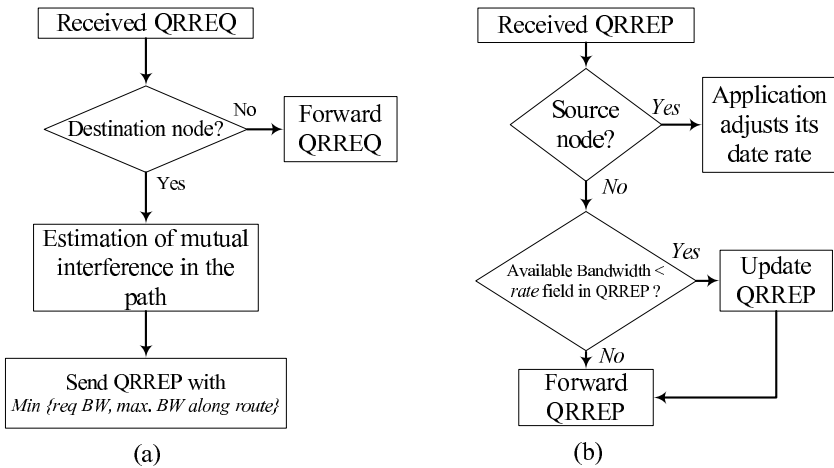 Received QRREQ
Destination node?
No
Forward
QRREQ
Yes
Estimation of mutual
interference in the
path
Send QRREP with
Min {req BW, max. BW along route}
(a)
Received QRREP
Source
node?
Yes
Application
adjusts its
date rate
No
Available Bandwidth <
rate field in QRREP ?
Yes
Update
QRREP
No
Forward
QRREP
(b)